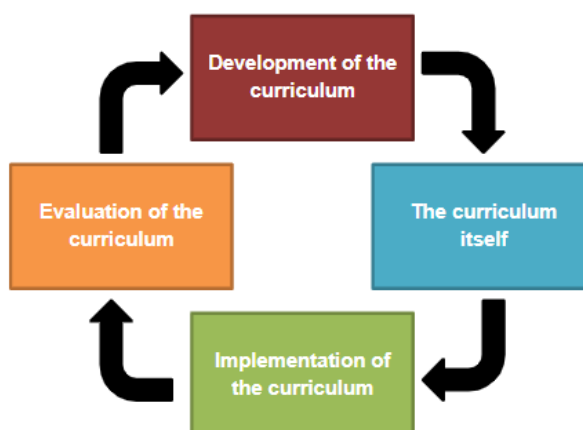 Development of the
curriculum
The curriculum
itself
Implementation of
the curriculum
Evaluation of the
curriculum